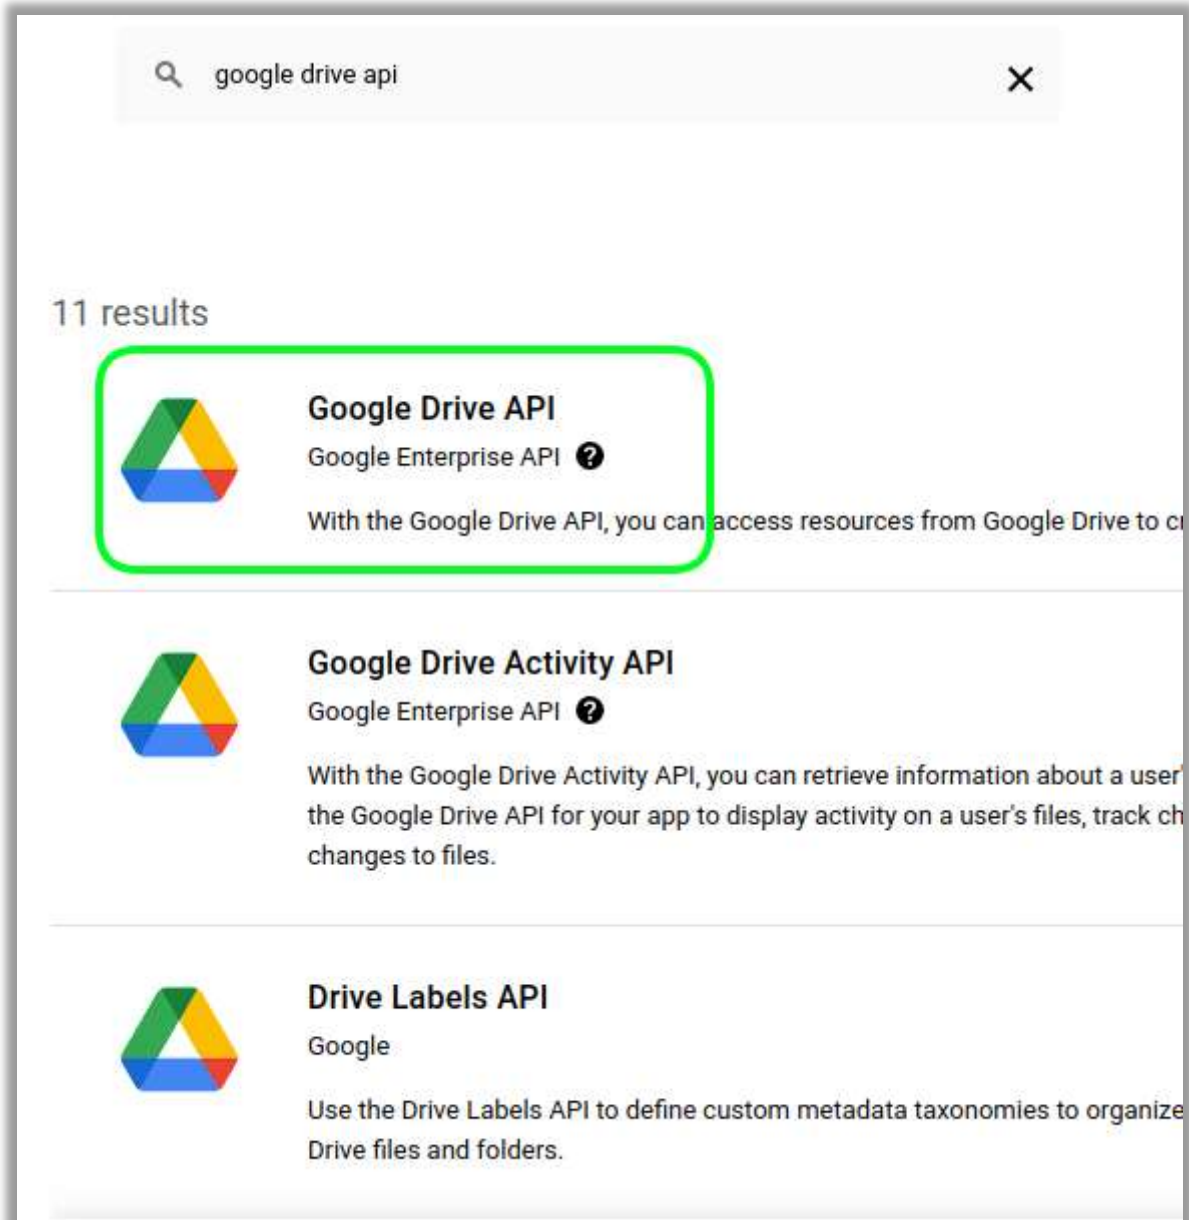 google drive api
11 results
Google Drive API
Google Enterprise API
With the Google Drive API, you can access resources from Google Drive to
Google Drive Activity API
Google Enterprise API
With the Google Drive Activity API, you can retrieve information about a user'
the Google Drive API for your app to display activity on a user's files, track
changes to files.
Drive Labels API
Google
Use the Drive Labels API to define custom metadata taxonomies to organize
Drive files and folders.